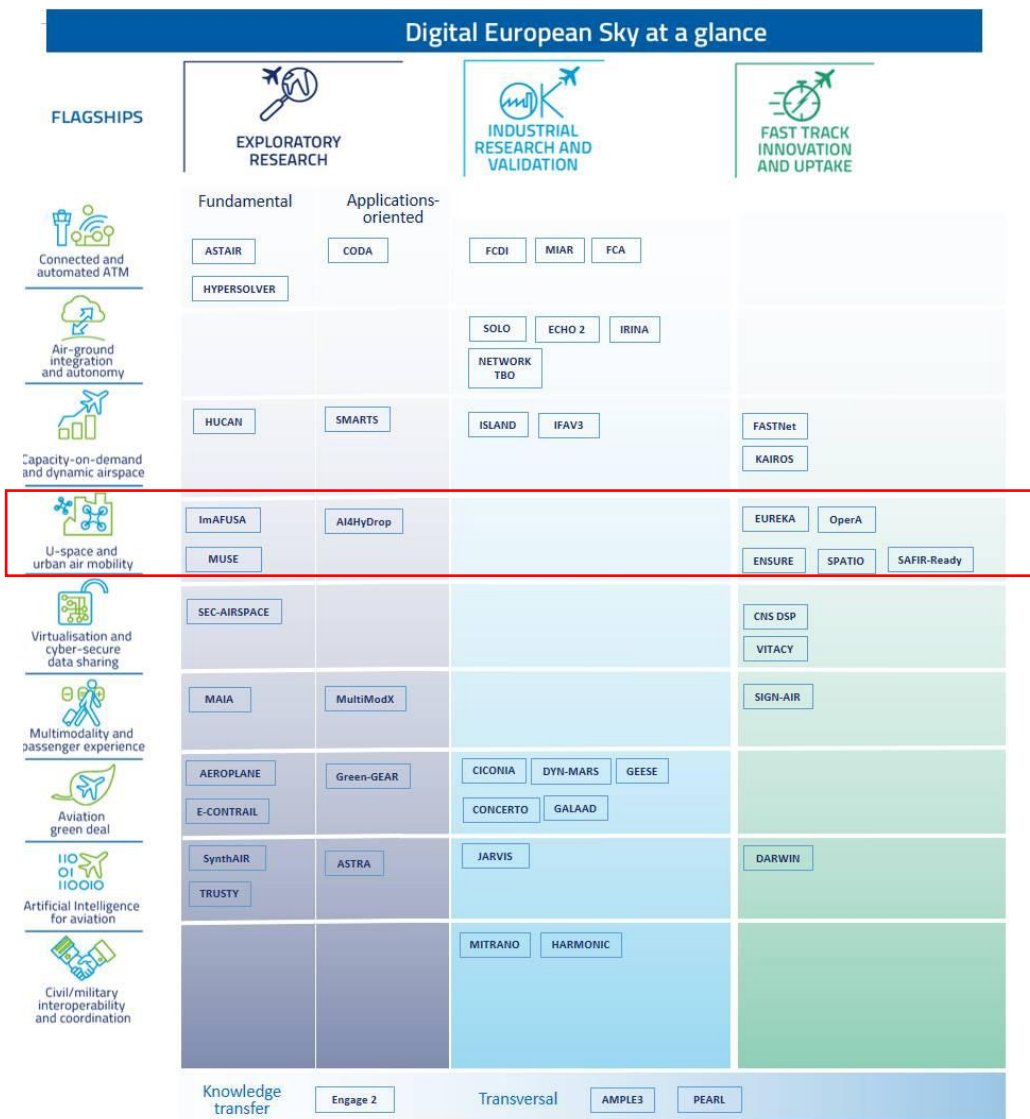 Digital European Sky at a glance
FLAGSHIPS
EXPLORATORY
RESEARCH
INDUSTRIAL
RESEARCH AND
VALIDATION
FAST TRACK
INNOVATION
AND UPTAKE
Fundamental
Applications-
oriented
Connected and
automated ATM
ASTAIR
HYPERSOLVER
CODA
FCDI
MIAR
FCA
Air-ground
integration
and autonomy
SOLO
ECHO 2
IRINA
NETWORK
TBO
Capacity-on-demand
and dynamic airspace
HUCAN
SMARTS
ISLAND
IFAV3
FASTNet
KAIROS
U-space and
urban air mobility
ImAFUSA
MUSE
AI4HyDrop
EUREKA
OperA
ENSURE
SPATIO
SAFIR-Ready
Virtualisation and
cyber-secure
data sharing
SEC-AIRSPACE
CNS DSP
VITACY
Multimodality and
passenger experience
MAIA
MultiModX
SIGN-AIR
Aviation
green deal
AEROPLANE
E-CONTRAIL
Green-GEAR
CICONIA
DYN-MARS
GEESE
CONCERTO
GALAAD
110
01
110010
Artificial Intelligence
for aviation
SynthAIR
TRUSTY
ASTRA
JARVIS
DARWIN
Civil/military
interoperability
and coordination
MITRANO
HARMONIC
Knowledge
transfer
Engage 2
Transversal
AMPLE3
PEARL